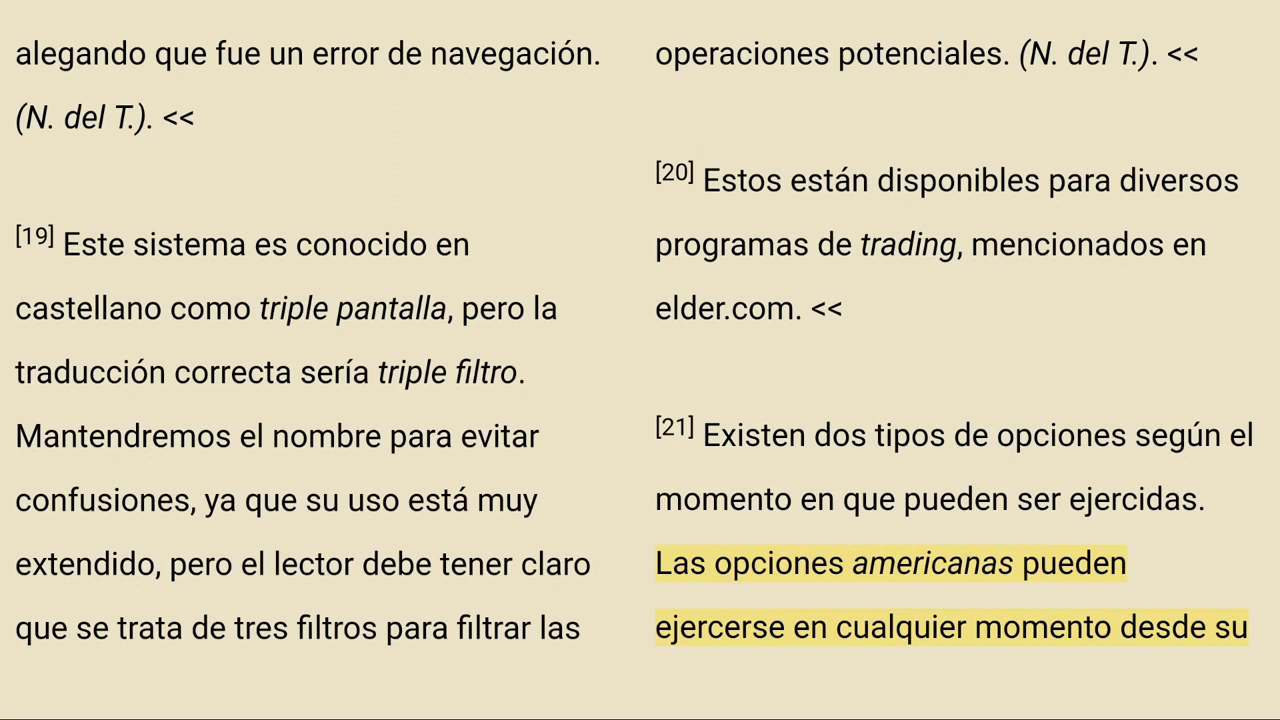 alegando que fue un error de navegación.
(N. del T.). <<
[19] Este sistema es conocido en
castellano como triple pantalla, pero la
traducción correcta sería triple filtro.
Mantendremos el nombre para evitar
confusiones, ya que su uso está muy
extendido, pero el lector debe tener claro
que se trata de tres filtros para filtrar las
operaciones potenciales. (N. del T.). <<
[20] Estos están disponibles para diversos
programas de trading, mencionados en
elder.com. <<
[21] Existen dos tipos de opciones según el
momento en que pueden ser ejercidas.
Las opciones americanas pueden
ejercerse en cualquier momento desde su